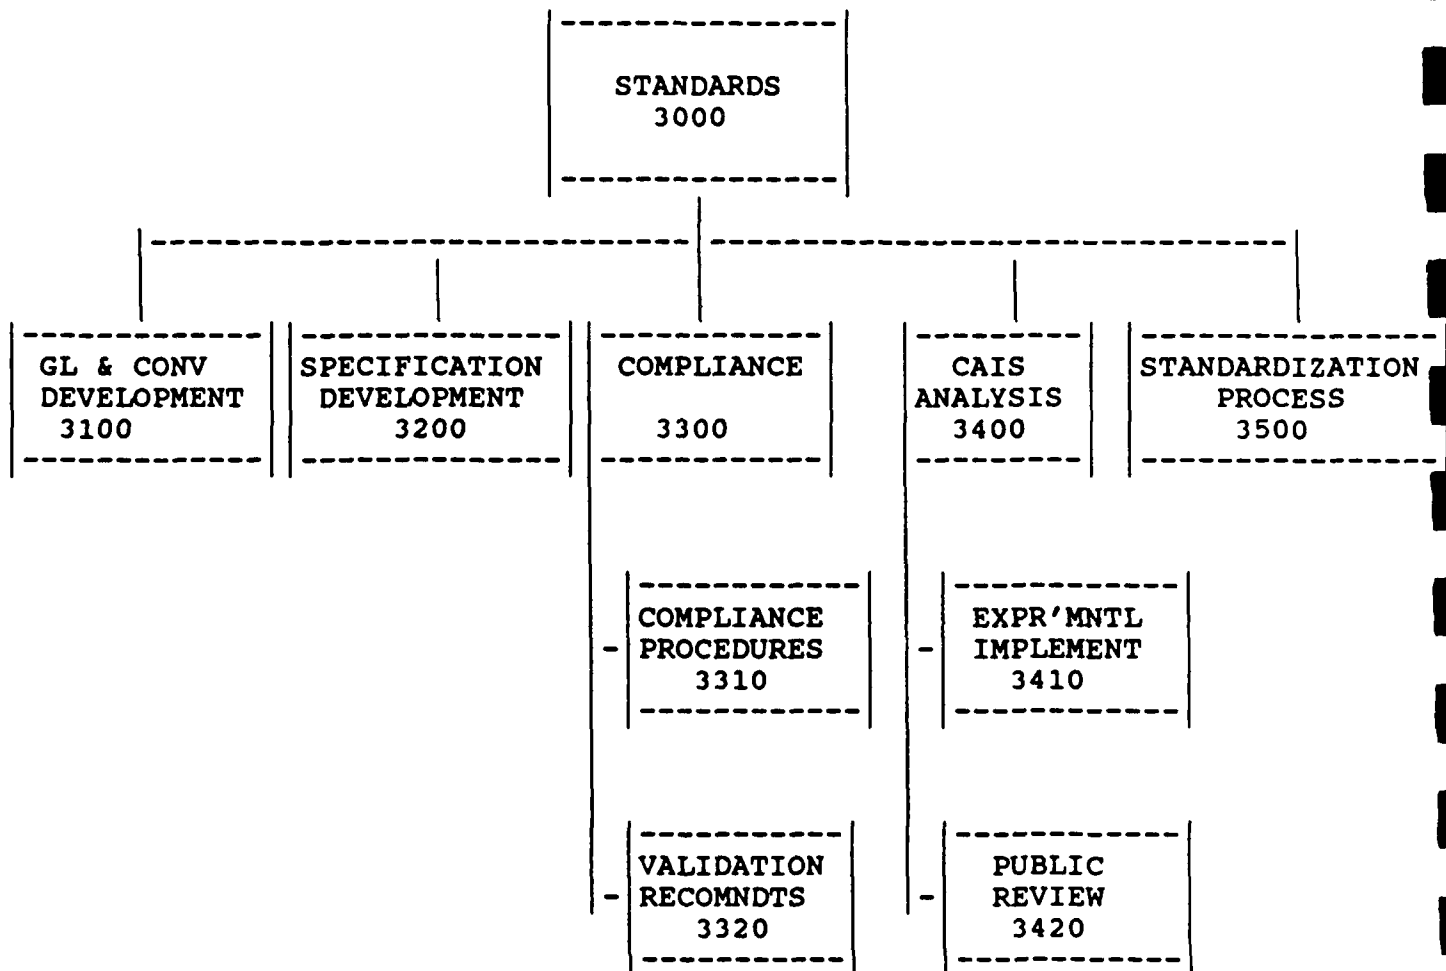 STANDARDS
3000
GL & CONV
DEVELOPMENT
3100
SPECIFICATION
DEVELOPMENT
3200
COMPLIANCE
3300
CAIS
ANALYSIS
3400
STANDARDIZATION
PROCESS
3500
COMPLIANCE
PROCEDURES
3310
EXPR'MNTL
IMPLEMENT
3410
VALIDATION
RECOMNDTS
3320
PUBLIC
REVIEW
3420